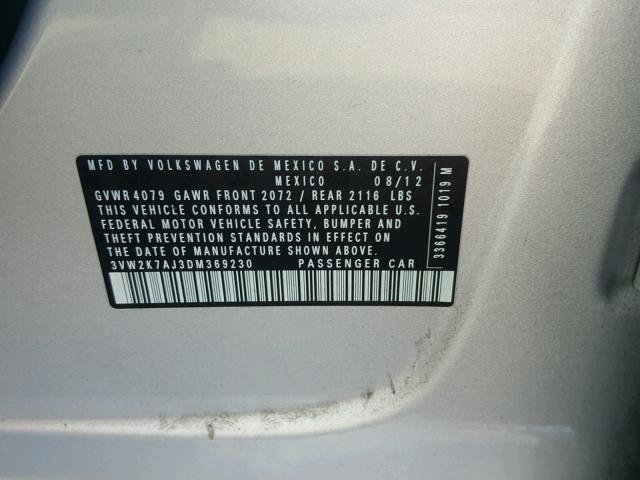 MFD BY VOLKSWAGEN DE MEXICO S.A. DE C.V.
MEXICO 08/12
GVWR 4079 GAWR FRONT 2072 / REAR 2116 LBS
THIS VEHICLE CONFORMS TO ALL APPLICABLE U.S.
FEDERAL MOTOR VEHICLE SAFETY, BUMPER AND
THEFT PREVENTION STANDARDS IN EFFECT ON
THE DATE OF MANUFACTURE SHOWN ABOVE.
3VW2K7AJ3DM369230 PASSENGER CAR
3366419 1019 M